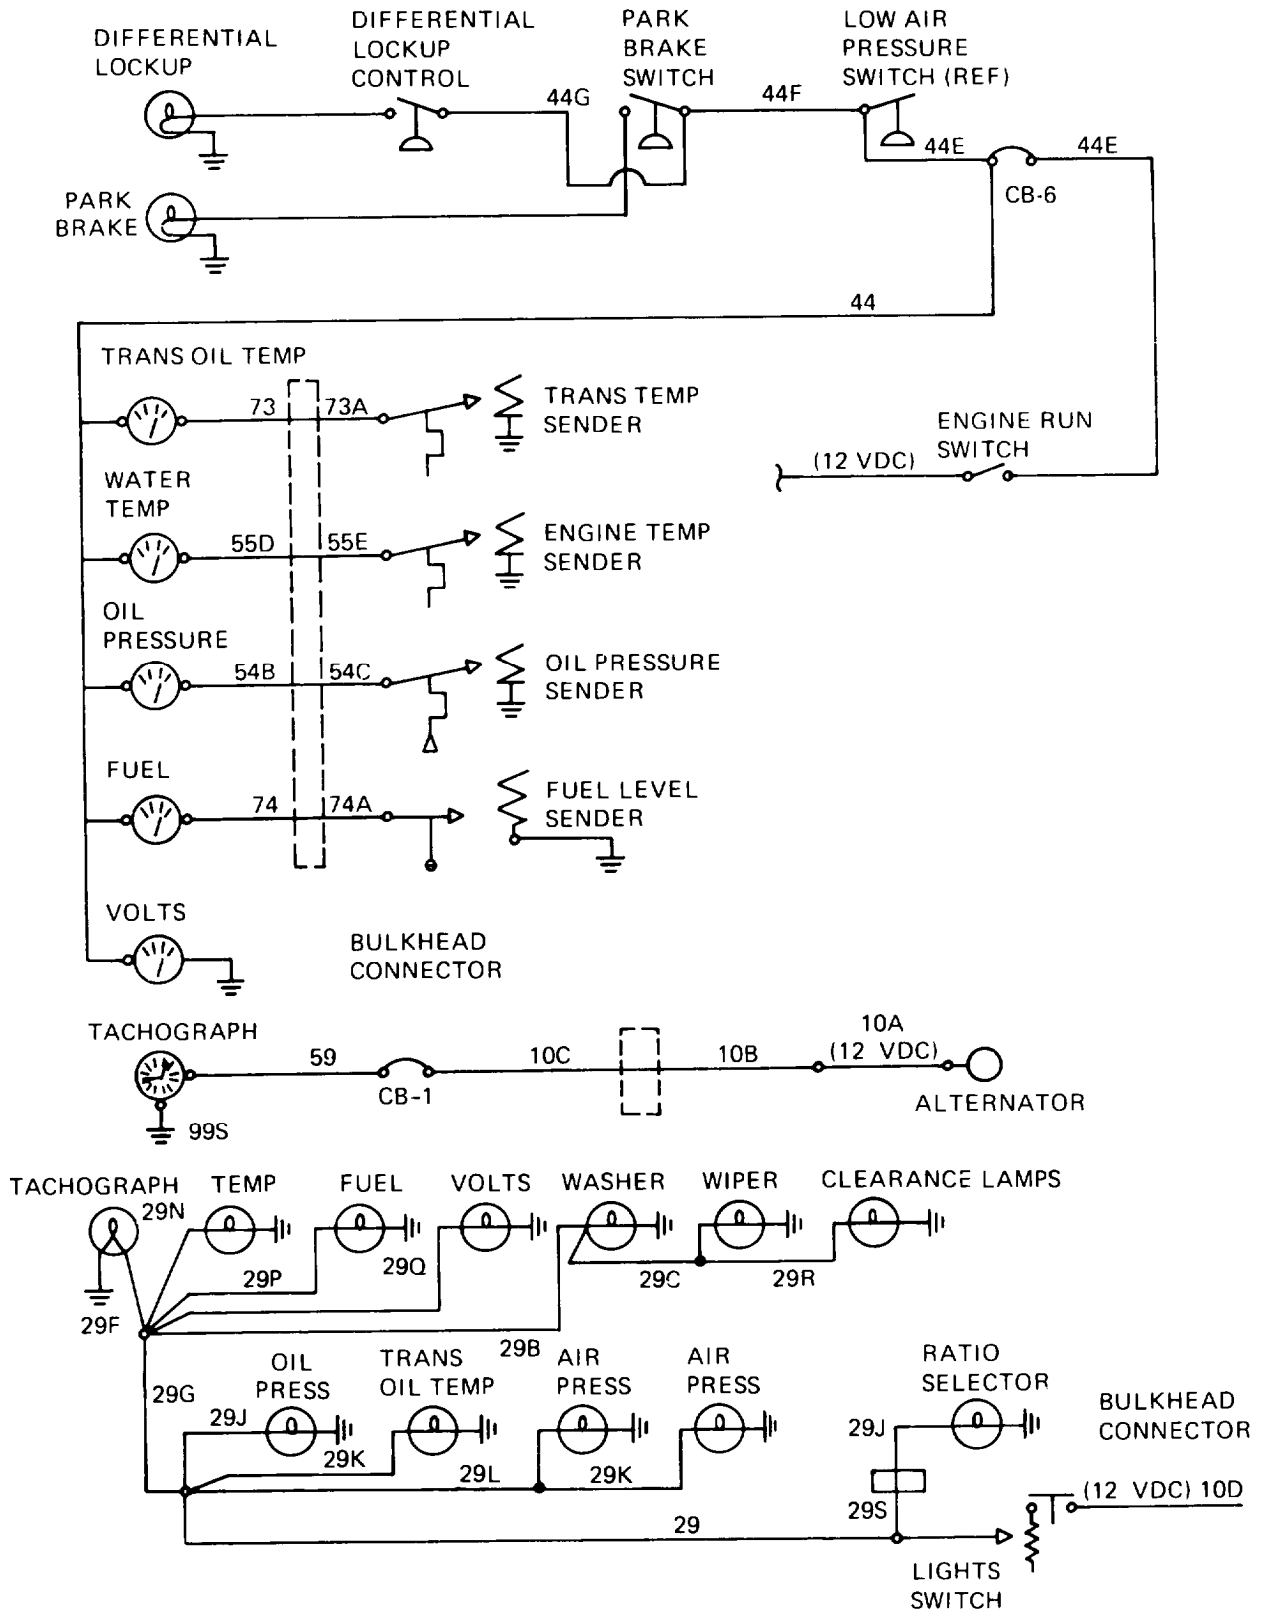 DIFFERENTIAL
LOCKUP
DIFFERENTIAL
LOCKUP
CONTROL
PARK
BRAKE
SWITCH
LOW AIR
PRESSURE
SWITCH (REF)
44G
44F
44E
44E
CB-6
PARK
BRAKE
44
TRANS OIL TEMP
73
73A
TRANS TEMP
SENDER
ENGINE RUN
SWITCH
(12 VDC)
WATER
TEMP
55D
55E
ENGINE TEMP
SENDER
OIL
PRESSURE
54B
54C
OIL PRESSURE
SENDER
FUEL
74
74A
FUEL LEVEL
SENDER
VOLTS
BULKHEAD
CONNECTOR
TACHOGRAPH
59
CB-1
10C
10B
10A
(12 VDC)
ALTERNATOR
99S
TACHOGRAPH
29N
TEMP
FUEL
VOLTS
WASHER
WIPER
CLEARANCE LAMPS
29P
29Q
29C
29R
29F
29B
29G
OIL
PRESS
TRANS
OIL TEMP
AIR
PRESS
AIR
PRESS
RATIO
SELECTOR
BULKHEAD
CONNECTOR
29J
29K
29L
29K
29J
29S
(12 VDC) 10D
29
LIGHTS
SWITCH